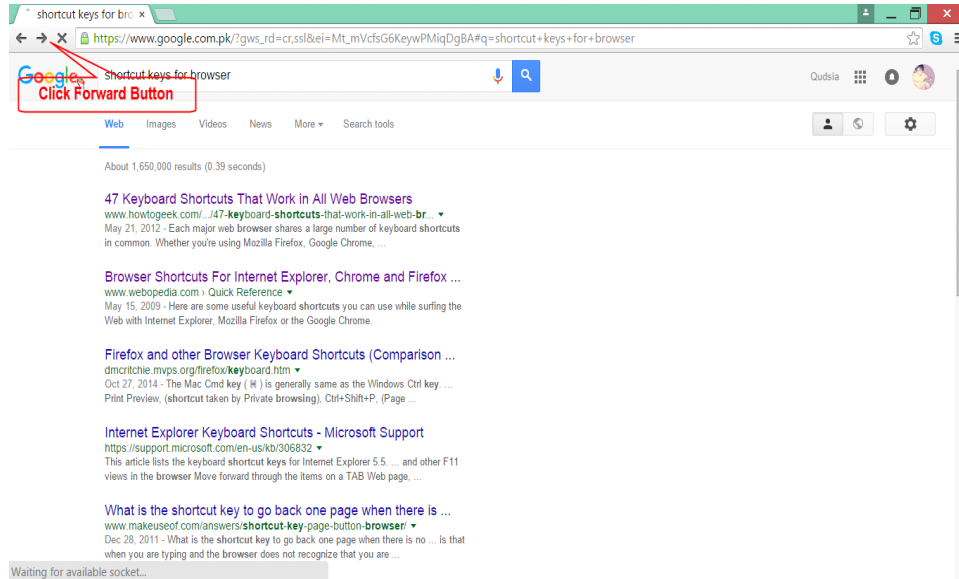 shortcut keys for bro
https://www.google.com.pk/?gws_rd=cr,ssl&ei=Mt_mVcfsG6KeywPMiqDgBA#q=shortcut+keys+for+browser
Google
Shortcut keys for browser
Qudsia
Click Forward Button
Web Images Videos News More Search tools
About 1,650,000 results (0.39 seconds)
47 Keyboard Shortcuts That Work in All Web Browsers
www.howtogeek.com/.../47-keyboard-shortcuts-that-work-in-all-web-br...
May 21, 2012 - Each major web browser shares a large number of keyboard shortcuts
in common. Whether you're using Mozilla Firefox, Google Chrome, ...
Browser Shortcuts For Internet Explorer, Chrome and Firefox ...
www.webopedia.com › Quick Reference
May 15, 2009 - Here are some useful keyboard shortcuts you can use while surfing the
Web with Internet Explorer, Mozilla Firefox or the Google Chrome.
Firefox and other Browser Keyboard Shortcuts (Comparison ...
dmcritchie.mvps.org/firefox/keyboard.htm
Oct 27, 2014 - The Mac Cmd key ( ⌘ ) is generally same as the Windows Ctrl key. ...
Print Preview, (shortcut taken by Private browsing), Ctrl+Shift+P, (Page ...
Internet Explorer Keyboard Shortcuts - Microsoft Support
https://support.microsoft.com/en-us/kb/306832
This article lists the keyboard shortcut keys for Internet Explorer 5.5. ... and other F11
views in the browser Move forward through the items on a TAB Web page, ...
What is the shortcut key to go back one page when there is ...
www.makeuseof.com/answers/shortcut-key-page-button-browser/
Dec 28, 2011 - What is the shortcut key to go back one page when there is no ... is that
when you are typing and the browser does not recognize that you are ...
Waiting for available socket...